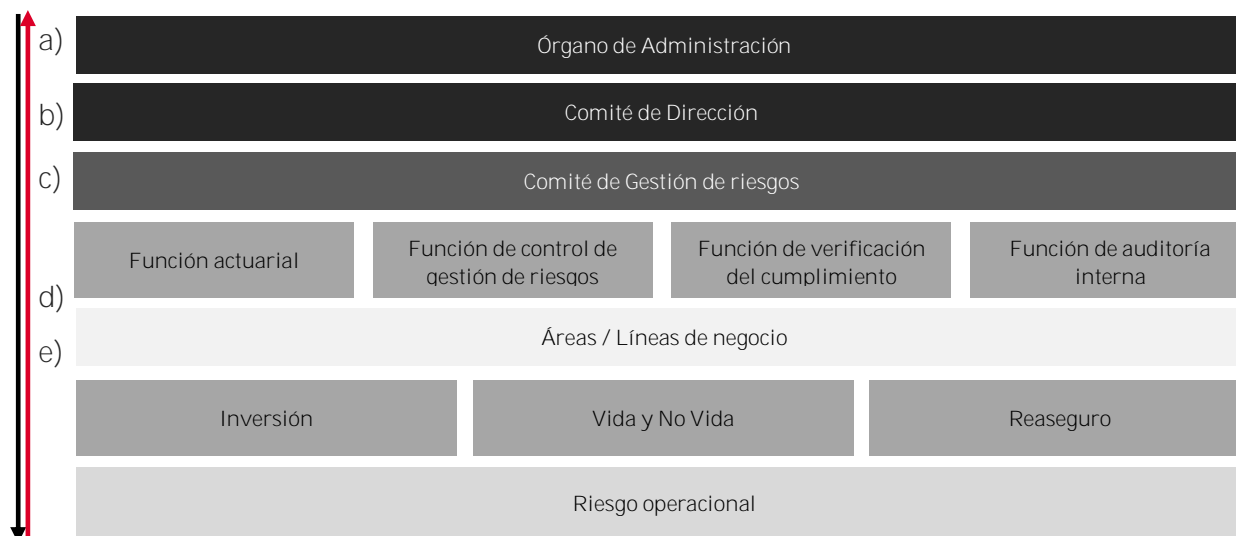 a)
Órgano de Administración
b)
Comité de Dirección
c)
Comité de Gestión de riesgos
Función actuarial
Función de control de
gestión de riesgos
Función de verificación
del cumplimiento
Función de auditoría
interna
d)
Áreas / Líneas de negocio
e)
Inversión
Vida y No Vida
Reaseguro
Riesgo operacional